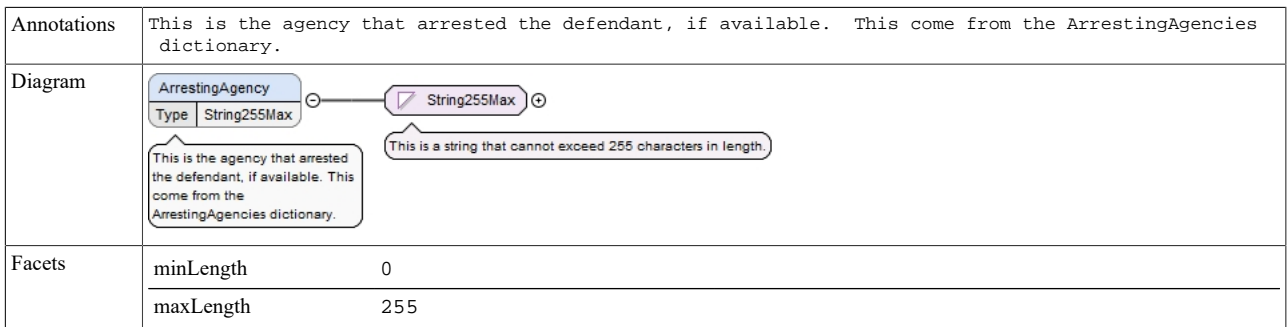 Annotations
This is the agency that arrested the defendant, if available.  This come from the ArrestingAgencies
dictionary.
Diagram
ArrestingAgency
Type String255Max
String255Max
This is a string that cannot exceed 255 characters in length.
This is the agency that arrested
the defendant, if available. This
come from the
ArrestingAgencies dictionary.
Facets
minLength 0
maxLength 255